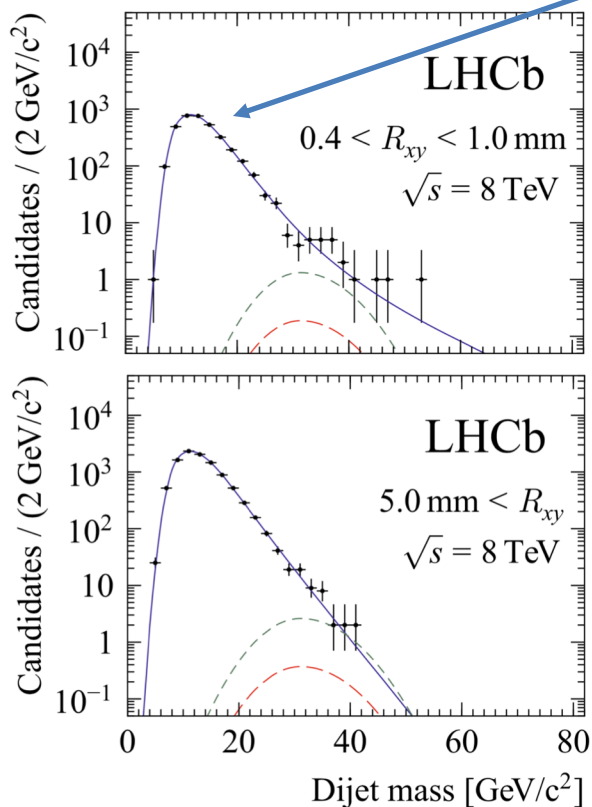 Candidates / (2 GeV/c²)
10⁴
10³
10²
10
1
10⁻¹
LHCb
0.4 < Rxy < 1.0 mm
√s = 8 TeV
Candidates / (2 GeV/c²)
10⁴
10³
10²
10
1
10⁻¹
LHCb
5.0 mm < Rxy
√s = 8 TeV
0 20 40 60 80
Dijet mass [GeV/c²]